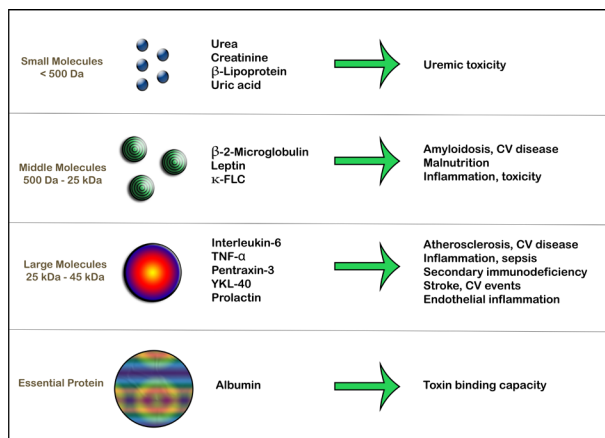 Small Molecules
< 500 Da
Urea
Creatinine
β-Lipoprotein
Uric acid
Uremic toxicity
Middle Molecules
500 Da - 25 kDa
β-2-Microglobulin
Leptin
κ-FLC
Amyloidosis, CV disease
Malnutrition
Inflammation, toxicity
Large Molecules
25 kDa - 45 kDa
Interleukin-6
TNF-α
Pentraxin-3
YKL-40
Prolactin
Atherosclerosis, CV disease
Inflammation, sepsis
Secondary immunodeficiency
Stroke, CV events
Endothelial inflammation
Essential Protein
Albumin
Toxin binding capacity